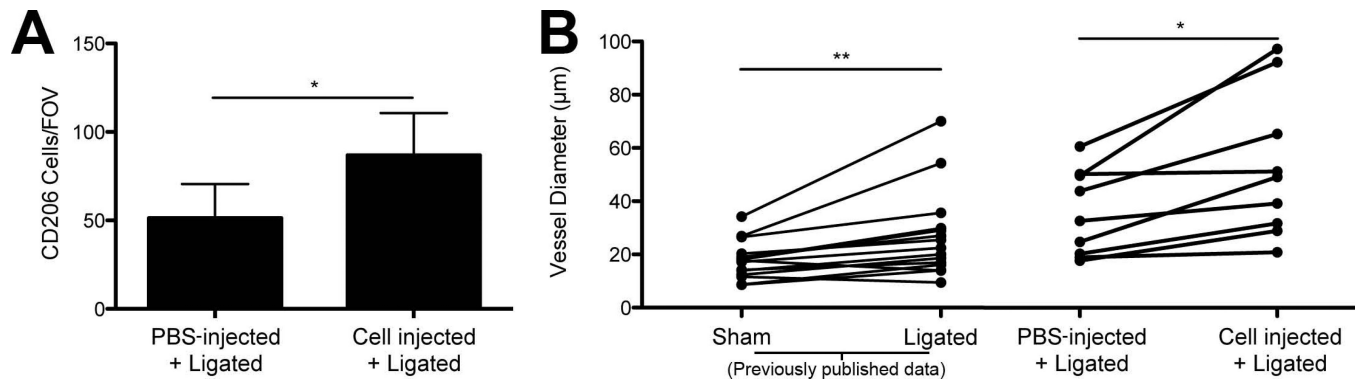 A
CD206 Cells/FOV
150
100
50
0
*
PBS-injected
+ Ligated
Cell injected
+ Ligated
B
Vessel Diameter (µm)
100
80
60
40
20
0
**
*
Sham
Ligated
(Previously published data)
PBS-injected
+ Ligated
Cell injected
+ Ligated